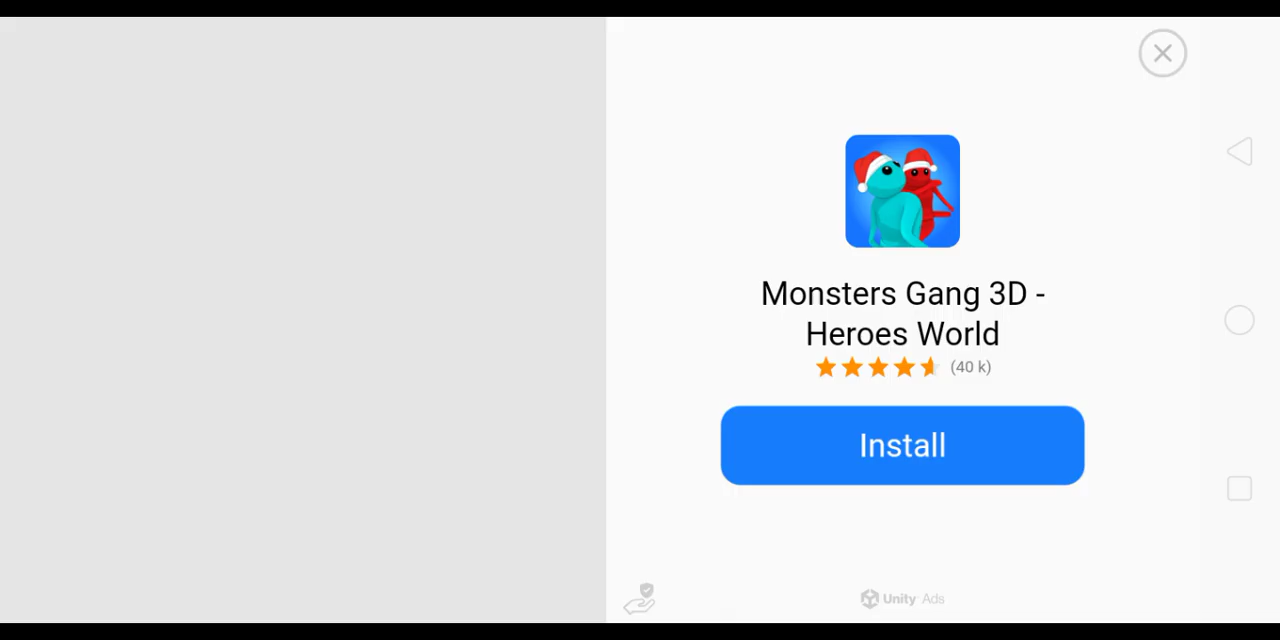 Monsters Gang 3D -
Heroes World
(40 k)
Install
Unity Ads